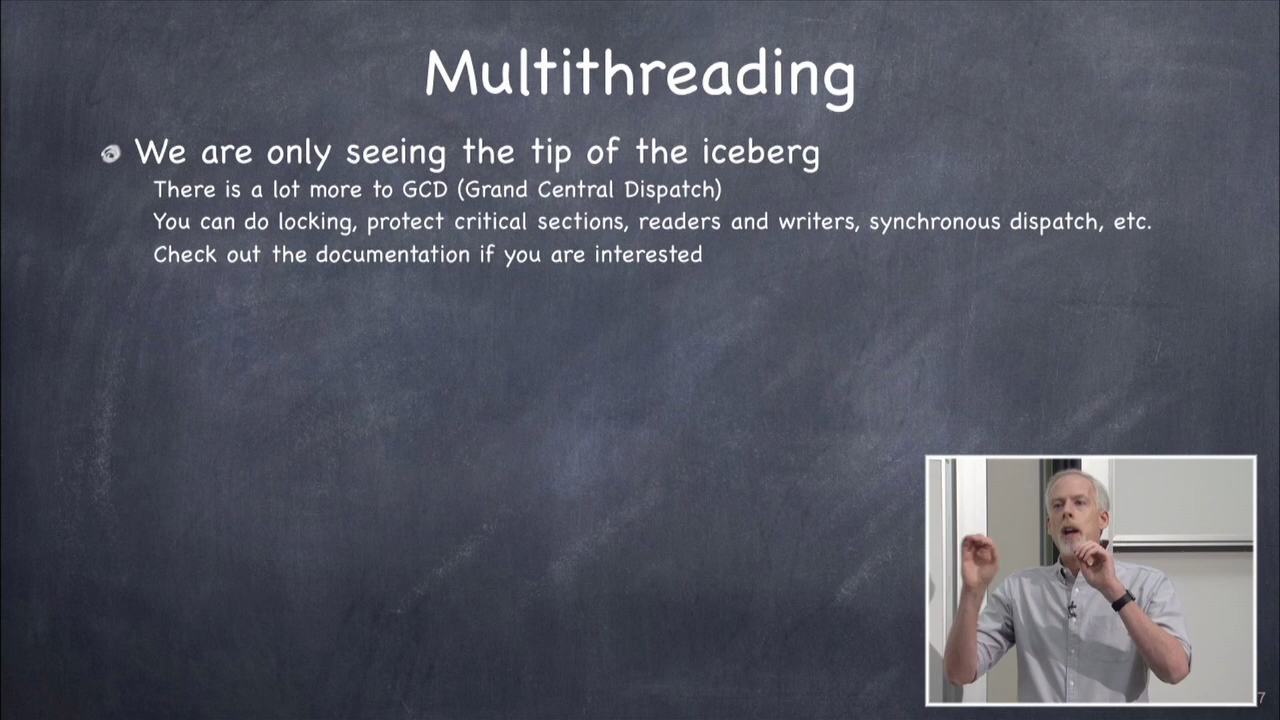 Multithreading
We are only seeing the tip of the iceberg
There is a lot more to GCD (Grand Central Dispatch)
You can do locking, protect critical sections, readers and writers, synchronous dispatch, etc.
Check out the documentation if you are interested
7